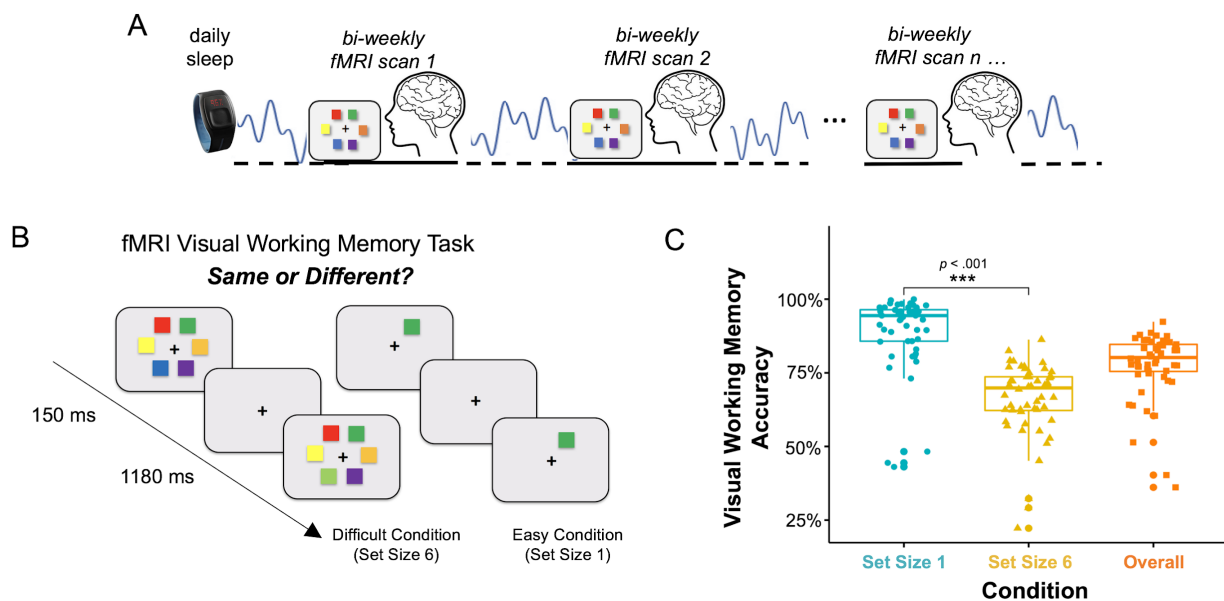 A
daily
sleep
bi-weekly
fMRI scan 1
bi-weekly
fMRI scan 2
bi-weekly
fMRI scan n ...
...
B
fMRI Visual Working Memory Task
Same or Different?
150 ms
1180 ms
Difficult Condition
(Set Size 6)
Easy Condition
(Set Size 1)
C
Visual Working Memory
Accuracy
p < .001
***
100%
75%
50%
25%
Set Size 1
Set Size 6
Overall
Condition